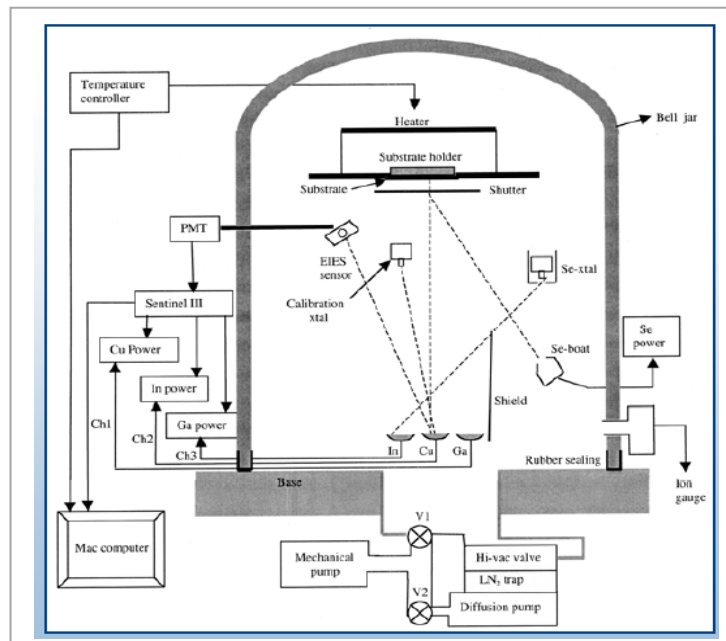 Temperature
controller
Heater
Bell jar
Substrate holder
Substrate
Shutter
PMT
EIES
sensor
Se-xtal
Calibration
xtal
Sentinel III
Se
power
Cu Power
Se-boat
In power
Shield
Ga power
Ch1
Ch2
Ch3
In
Cu
Ga
Rubber sealing
Base
Ion
gauge
V1
Mac computer
Mechanical
pump
Hi-vac valve
LN₂ trap
V2
Diffusion pump